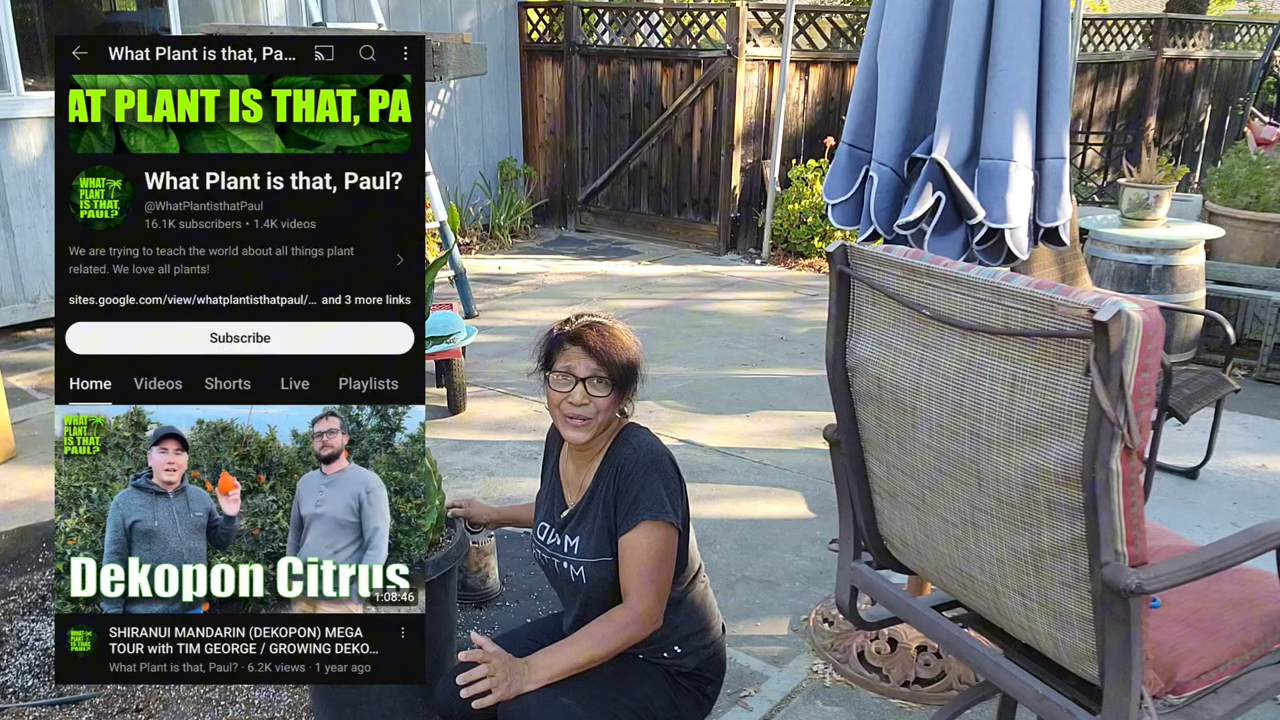 What Plant is that, Pa...
AT PLANT IS THAT, PA
WHAT
PLANT
IS THAT,
PAUL?
What Plant is that, Paul?
@WhatPlantisthatPaul
16.1K subscribers • 1.4K videos
We are trying to teach the world about all things plant
related. We love all plants!
sites.google.com/view/whatplantisthatpaul/... and 3 more links
Subscribe
Home Videos Shorts Live Playlists
WHAT
PLANT
IS THAT,
PAUL?
Dekopon Citrus
1:08:46
SHIRANUI MANDARIN (DEKOPON) MEGA
TOUR with TIM GEORGE / GROWING DEKO...
What Plant is that, Paul? · 6.2K views · 1 year ago